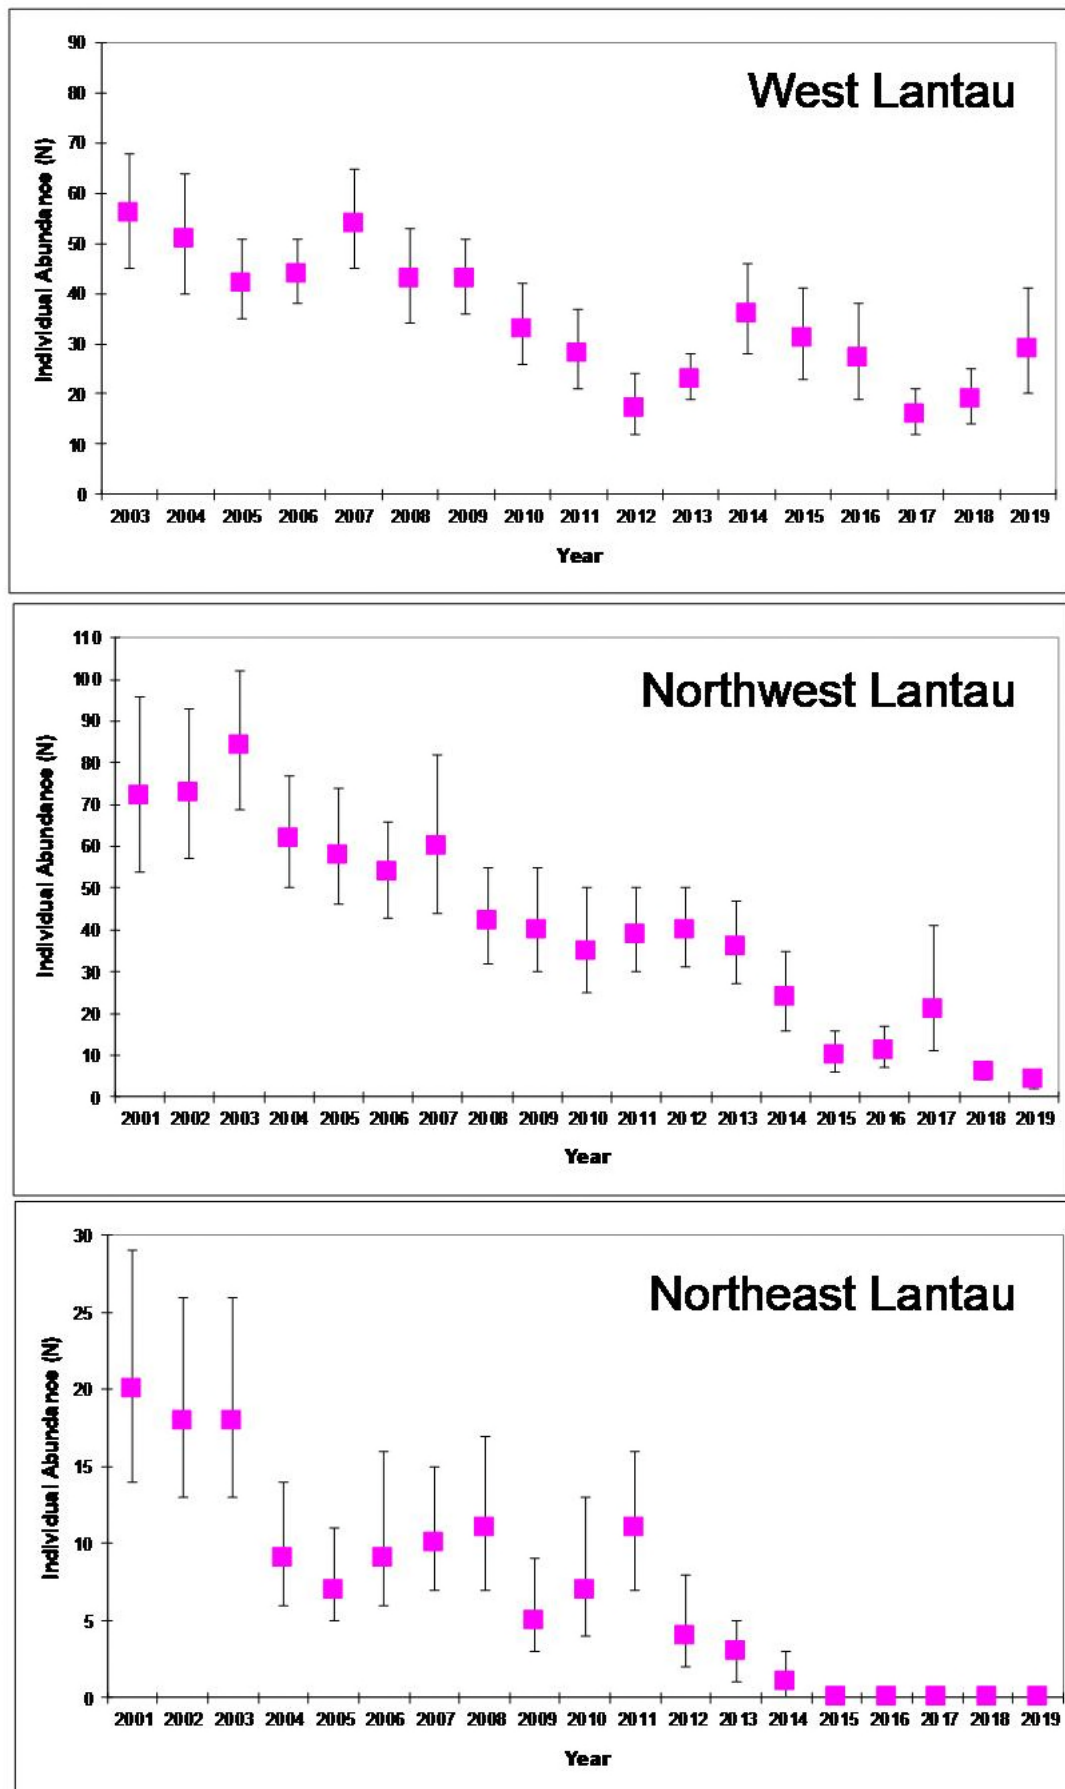 West Lantau
90
80
70
60
50
40
30
20
10
0
Individual Abundance (N)
2003 2004 2005 2006 2007 2008 2009 2010 2011 2012 2013 2014 2015 2016 2017 2018 2019
Year
Northwest Lantau
110
100
90
80
70
60
50
40
30
20
10
0
Individual Abundance (N)
2001 2002 2003 2004 2005 2006 2007 2008 2009 2010 2011 2012 2013 2014 2015 2016 2017 2018 2019
Year
Northeast Lantau
30
25
20
15
10
5
0
Individual Abundance (N)
2001 2002 2003 2004 2005 2006 2007 2008 2009 2010 2011 2012 2013 2014 2015 2016 2017 2018 2019
Year